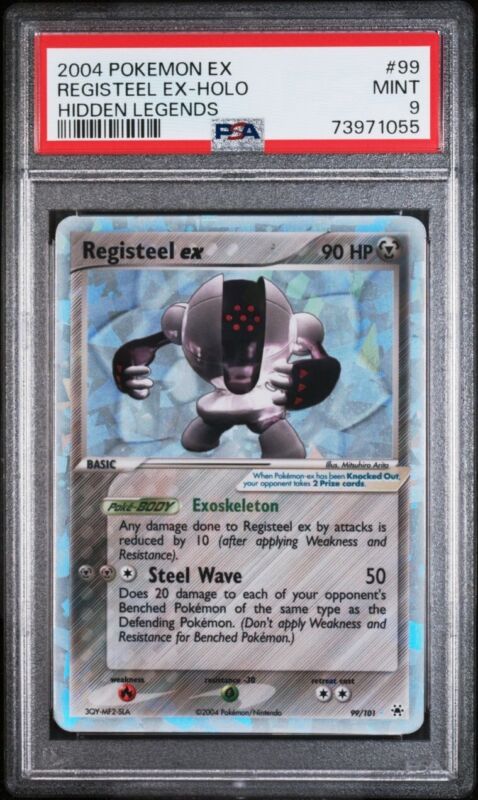 2004 POKEMON EX #99
REGISTEEL EX-HOLO MINT
HIDDEN LEGENDS 9
PSA 73971055
Registeel ex 90 HP
BASIC Illus. Mitsuhiro Arita
When Pokémon-ex has been Knocked Out,
your opponent takes 2 Prize cards.
Poké-BODY Exoskeleton
Any damage done to Registeel ex by attacks is
reduced by 10 (after applying Weakness and
Resistance).
Steel Wave 50
Does 20 damage to each of your opponent's
Benched Pokémon of the same type as the
Defending Pokémon. (Don't apply Weakness and
Resistance for Benched Pokémon.)
weakness resistance -30 retreat cost
3QY-MF2-5LA ©2004 Pokémon/Nintendo 99/101